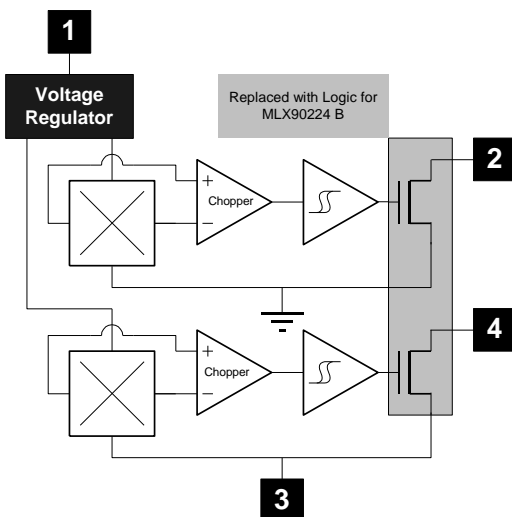 1
Voltage
Regulator
Replaced with Logic for
MLX90224 B
2
+
Chopper
−
4
+
Chopper
−
3